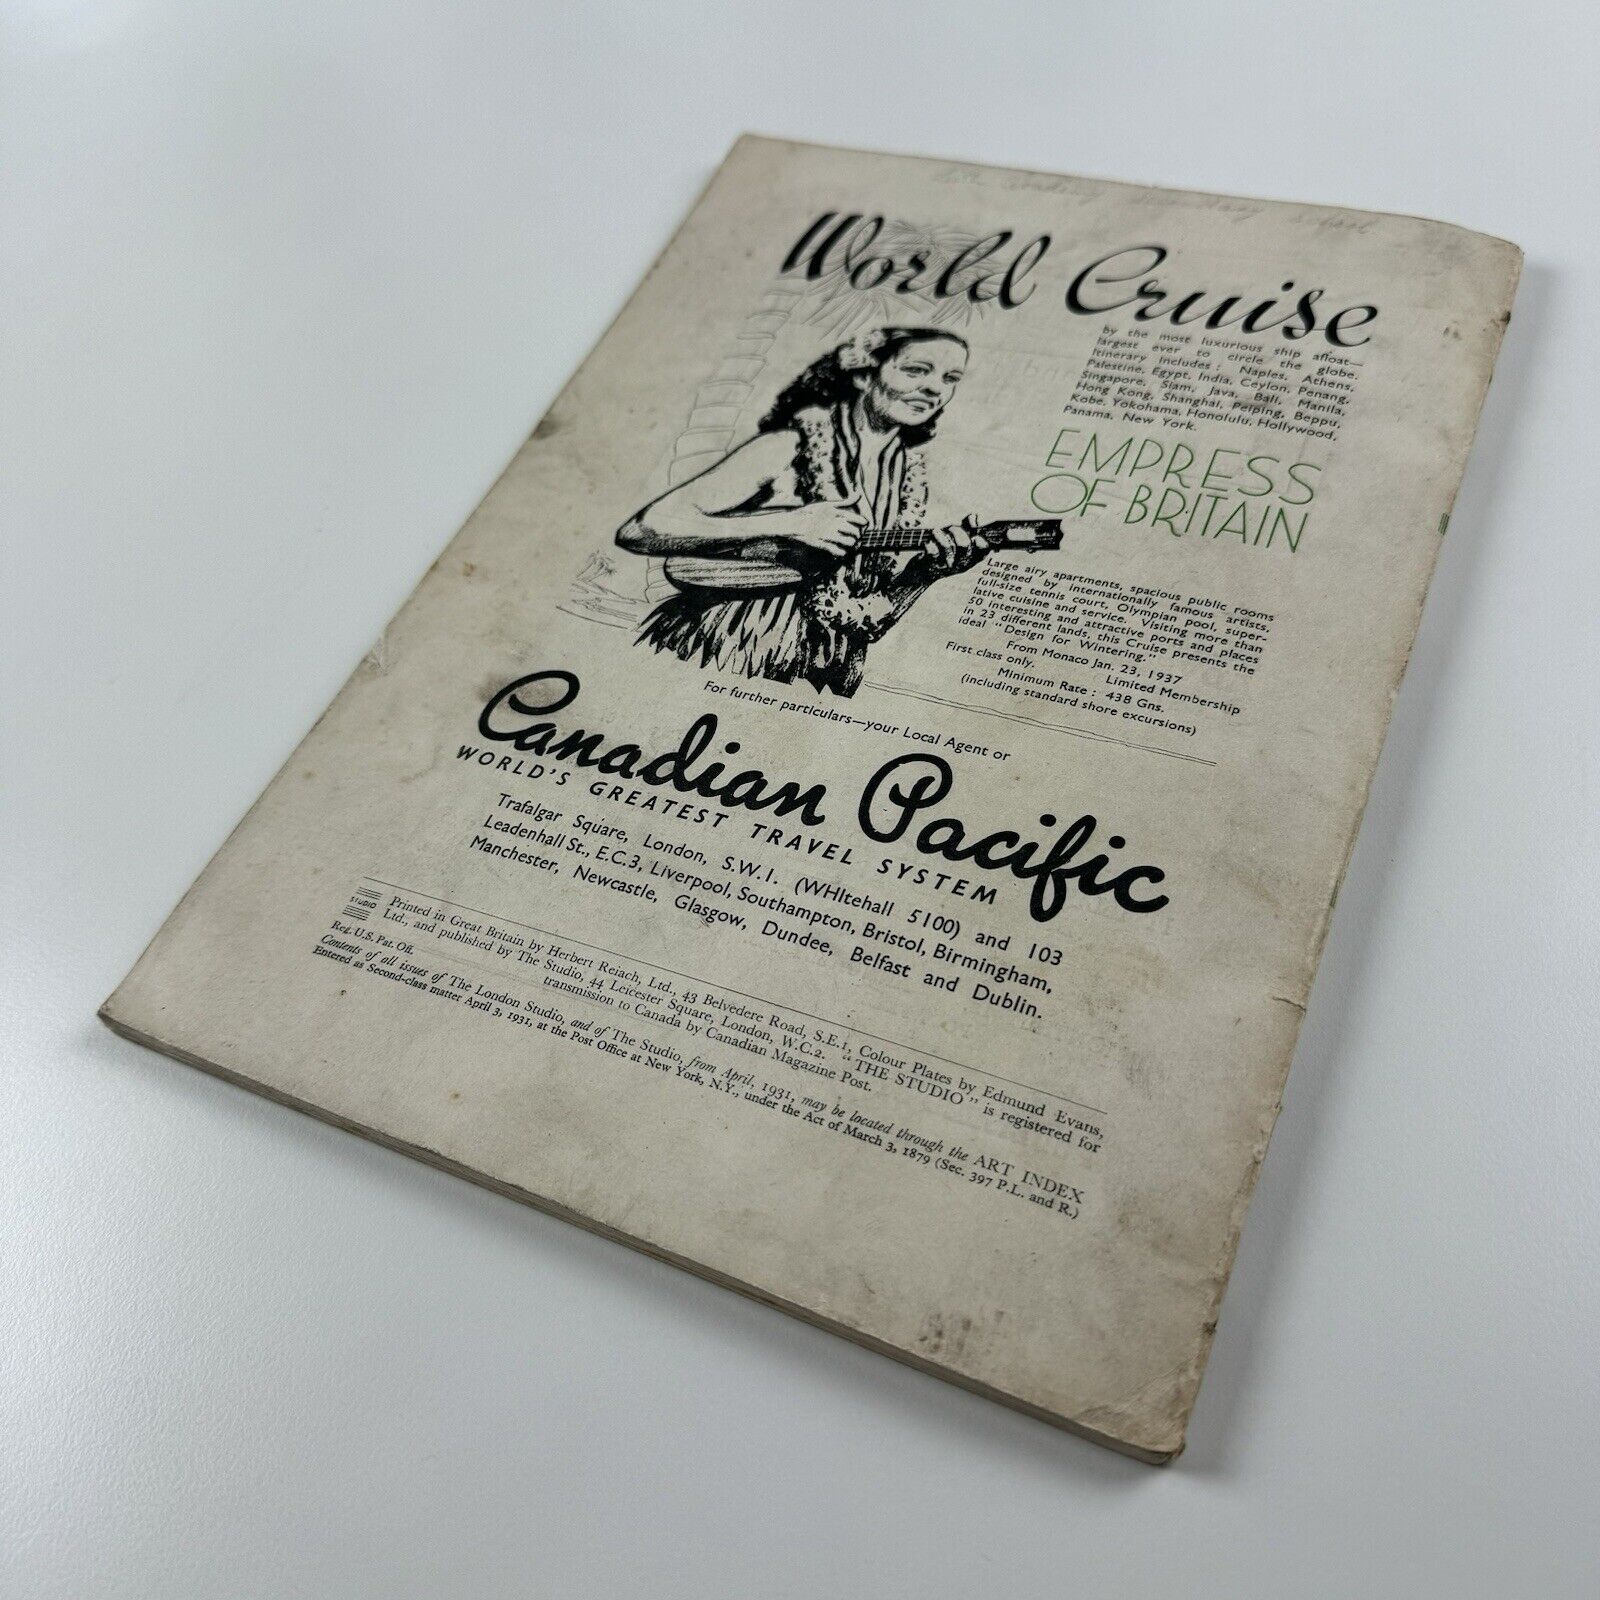 World Cruise
by the most luxurious ship afloat—
largest ever to circle the globe.
Itinerary includes: Naples, Athens,
Palestine, Egypt, India, Ceylon, Penang,
Singapore, Siam, Java, Bali, Manila,
Hong Kong, Shanghai, Peiping, Beppu,
Kobe, Yokohama, Honolulu, Hollywood,
Panama, New York.
EMPRESS
OF BRITAIN
Large airy apartments, spacious public rooms
designed by internationally famous artists,
full-size tennis court, Olympian pool, super-
lative cuisine and service. Visiting more than
50 interesting and attractive ports and places
in 23 different lands, this Cruise presents the
ideal "Design for Wintering."
From Monaco Jan. 23, 1937
First class only. Limited Membership
Minimum Rate: 438 Gns.
(including standard shore excursions)
For further particulars—your Local Agent or
Canadian Pacific
WORLD'S GREATEST TRAVEL SYSTEM
Trafalgar Square, London, S.W.1. (WHItehall 5100) and 103
Leadenhall St., E.C.3, Liverpool, Southampton, Bristol, Birmingham,
Manchester, Newcastle, Glasgow, Dundee, Belfast and Dublin.
STUDIO
Printed in Great Britain by Herbert Reiach, Ltd., 43 Belvedere Road, S.E.1, Colour Plates by Edmund Evans,
Ltd., and published by The Studio, 44 Leicester Square, London, W.C.2. "THE STUDIO" is registered for
transmission to Canada by Canadian Magazine Post.
Reg. U.S. Pat. Off.
Contents of all issues of The London Studio, and of The Studio, from April, 1931, may be located through the ART INDEX
Entered as Second-class matter April 3, 1931, at the Post Office at New York, N.Y., under the Act of March 3, 1879 (Sec. 397 P.L. and R.)